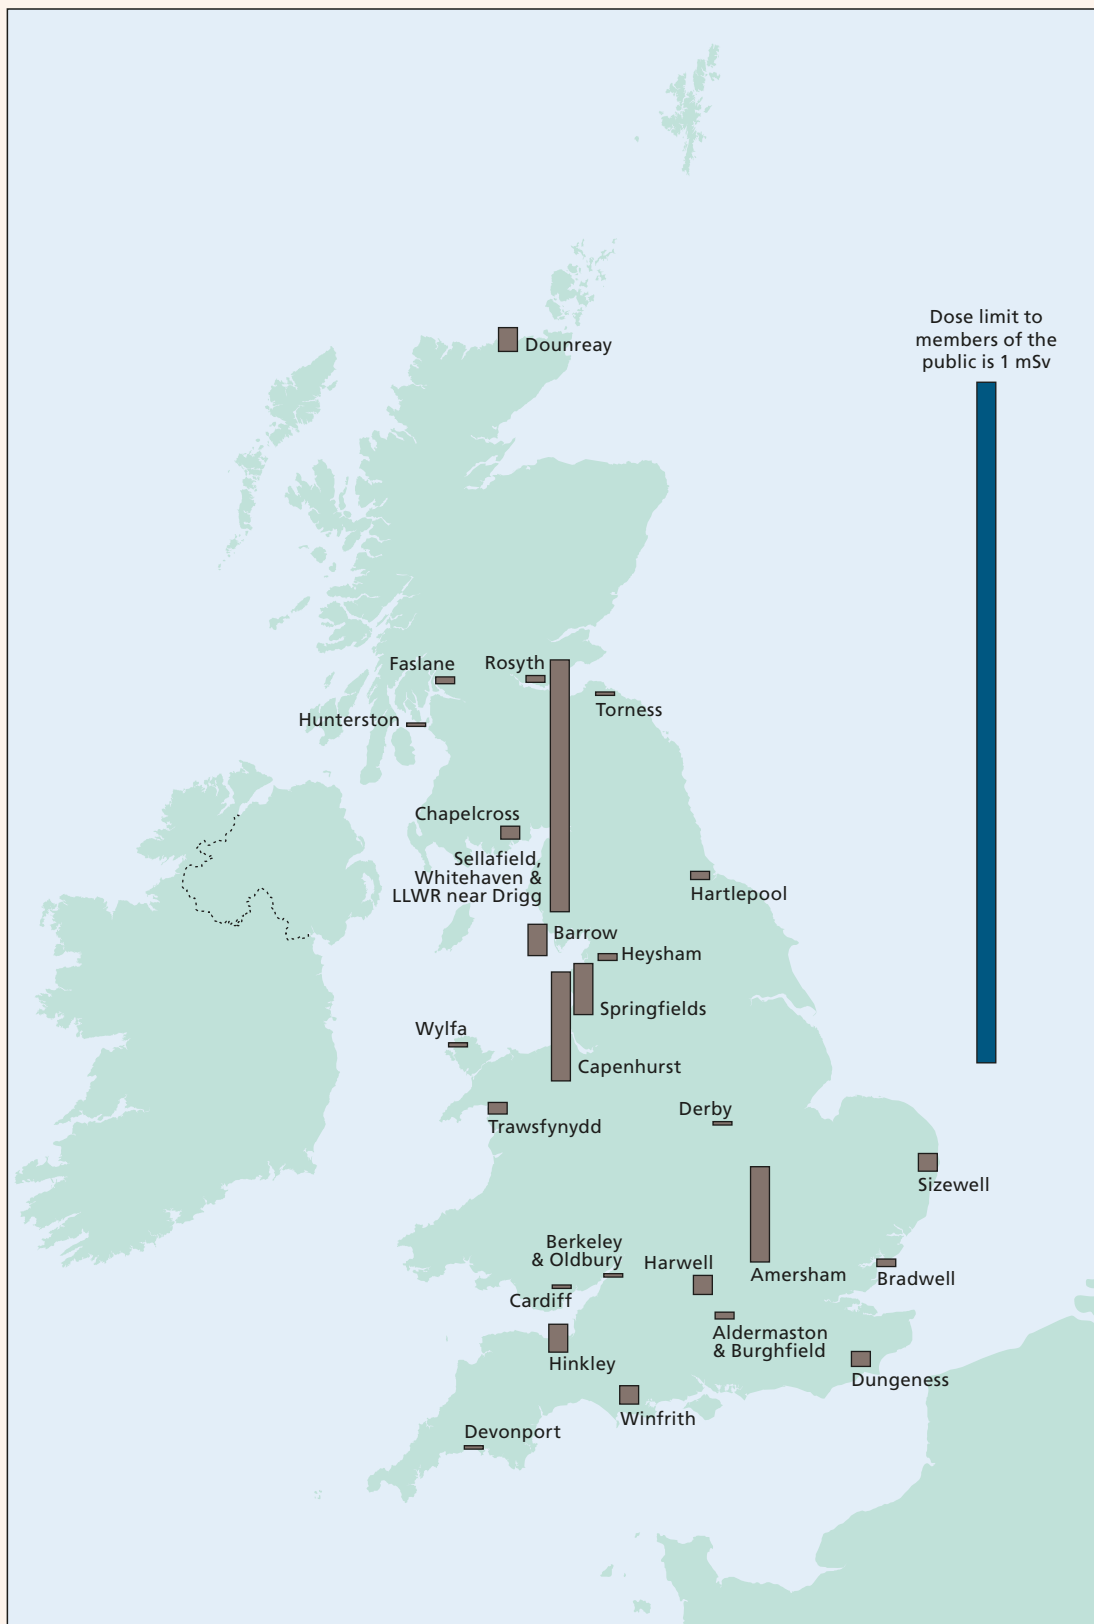 Dose limit to
members of the
public is 1 mSv
Dounreay
Faslane
Rosyth
Torness
Hunterston
Chapelcross
Sellafield,
Whitehaven &
LLWR near Drigg
Hartlepool
Barrow
Heysham
Springfields
Wylfa
Capenhurst
Derby
Trawsfynydd
Sizewell
Berkeley
& Oldbury
Harwell
Amersham
Bradwell
Cardiff
Aldermaston
& Burghfield
Hinkley
Dungeness
Winfrith
Devonport